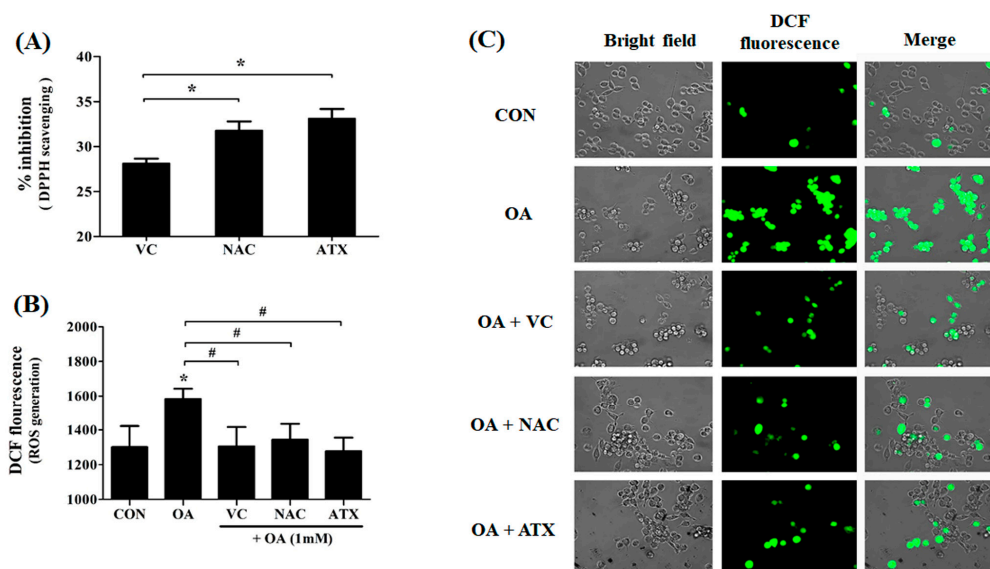 (A)
% inhibition
( DPPH scavenging )
40
35
30
25
20
*
*
VC NAC ATX
(B)
DCF flfuorescence
(ROS generation)
2000
1800
1600
1400
1200
1000
#
#
#
*
CON OA VC NAC ATX
+ OA (1mM)
(C)
DCF
Bright field fluorescence Merge
CON
OA
OA + VC
OA + NAC
OA + ATX